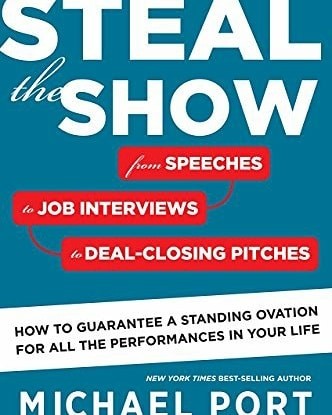 STEAL
the SHOW
from SPEECHES
to JOB INTERVIEWS
to DEAL-CLOSING PITCHES
HOW TO GUARANTEE A STANDING OVATION
FOR ALL THE PERFORMANCES IN YOUR LIFE
NEW YORK TIMES BEST-SELLING AUTHOR
MICHAEL PORT